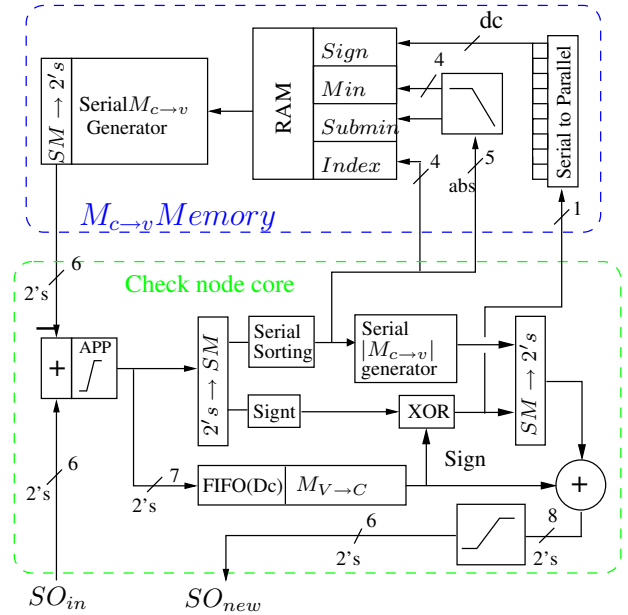 dc
Sign
4
Min
Submin
Index
RAM
SM → 2's
Serial M_{c→v}
Generator
Serial to Parallel
4
5
abs
1
M_{c→v} Memory
6
2's
Check node core
−
+
APP
2's → SM
Serial
Sorting
Serial
|M_{c→v}|
generator
SM → 2's
Signt
XOR
Sign
6
2's
7
2's
FIFO(Dc)
M_{V→C}
+
6
2's
8
2's
SO_{in}
SO_{new}